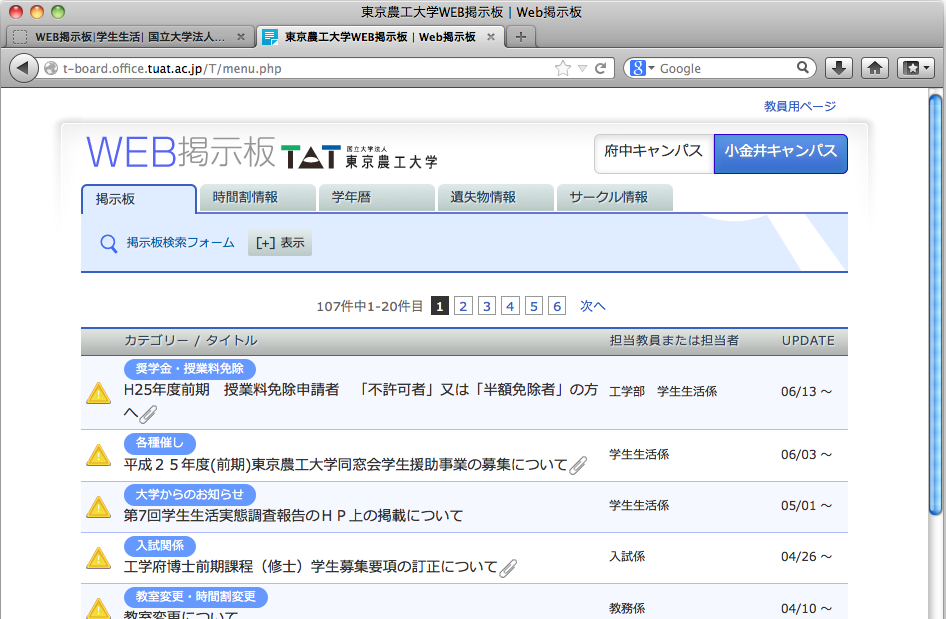 東京農工大学WEB掲示板 | Web掲示板
WEB掲示板|学生生活| 国立大学法人...
東京農工大学WEB掲示板 | Web掲示板
t-board.office.tuat.ac.jp/T/menu.php
Google
教員用ページ
WEB掲示板
TAT
国立大学法人
東京農工大学
府中キャンパス
小金井キャンパス
掲示板
時間割情報
学年暦
遺失物情報
サークル情報
掲示板検索フォーム
[+] 表示
107件中1-20件目 1 2 3 4 5 6 次へ
カテゴリー / タイトル
担当教員または担当者
UPDATE
奨学金・授業料免除
H25年度前期　授業料免除申請者　「不許可者」又は「半額免除者」の方
へ
工学部　学生生活係
06/13 ～
各種催し
平成２５年度(前期)東京農工大学同窓会学生援助事業の募集について
学生生活係
06/03 ～
大学からのお知らせ
第7回学生生活実態調査報告のＨＰ上の掲載について
学生生活係
05/01 ～
入試関係
工学府博士前期課程（修士）学生募集要項の訂正について
入試係
04/26 ～
教室変更・時間割変更
教室変更について
教務係
04/10 ～